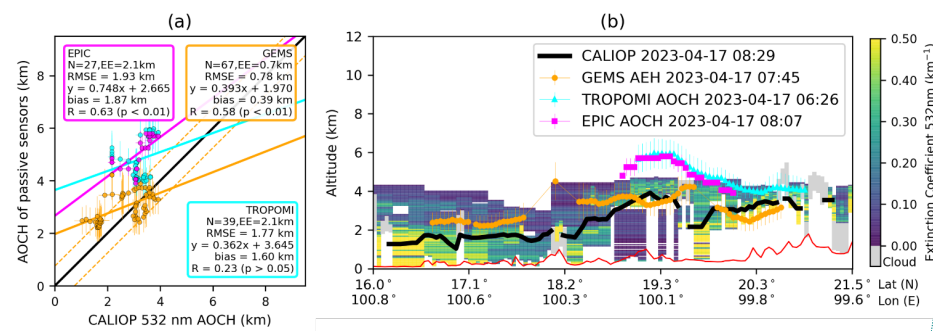 (a)
EPIC
N=27,EE=2.1km
RMSE = 1.93 km
y = 0.748x + 2.665
bias = 1.87 km
R = 0.63 (p < 0.01)
GEMS
N=67,EE=0.7km
RMSE = 0.78 km
y = 0.393x + 1.970
bias = 0.39 km
R = 0.58 (p < 0.01)
TROPOMI
N=39,EE=2.1km
RMSE = 1.77 km
y = 0.362x + 3.645
bias = 1.60 km
R = 0.23 (p > 0.05)
AOCH of passive sensors (km)
8
6
4
2
0
0 2 4 6 8
CALIOP 532 nm AOCH (km)
(b)
CALIOP 2023-04-17 08:29
GEMS AEH 2023-04-17 07:45
TROPOMI AOCH 2023-04-17 06:26
EPIC AOCH 2023-04-17 08:07
Altitude (km)
12
10
8
6
4
2
0
16.0° 17.1° 18.2° 19.3° 20.3° 21.5° Lat (N)
100.8° 100.6° 100.3° 100.1° 99.8° 99.6° Lon (E)
0.50
0.40
0.30
0.20
0.10
0.00
Cloud
Extinction Coefficient 532nm (km⁻¹)